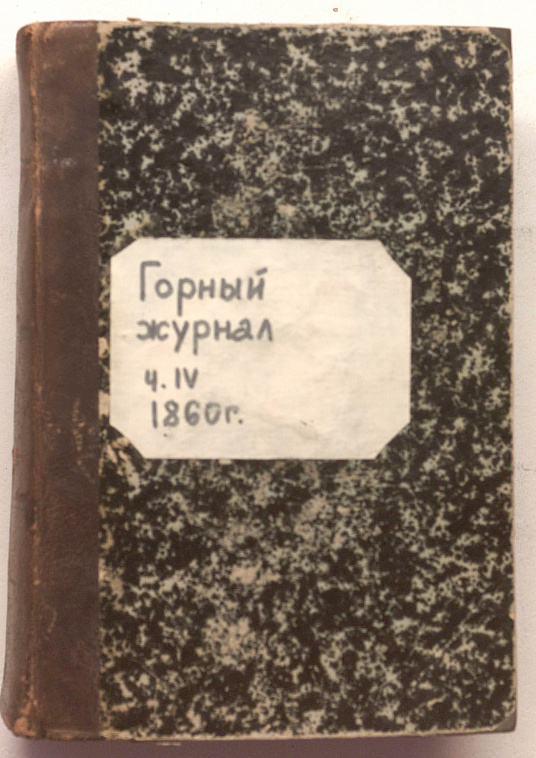 Горный
журнал
ч. IV
1860г.